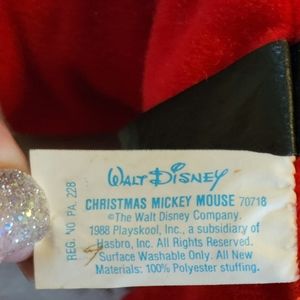 WALT DISNEY
CHRISTMAS MICKEY MOUSE 70718
©The Walt Disney Company.
1988 Playskool, Inc., a subsidiary of
Hasbro, Inc. All Rights Reserved.
Surface Washable Only. All New
Materials: 100% Polyester stuffing.
REG. NO PA. 228